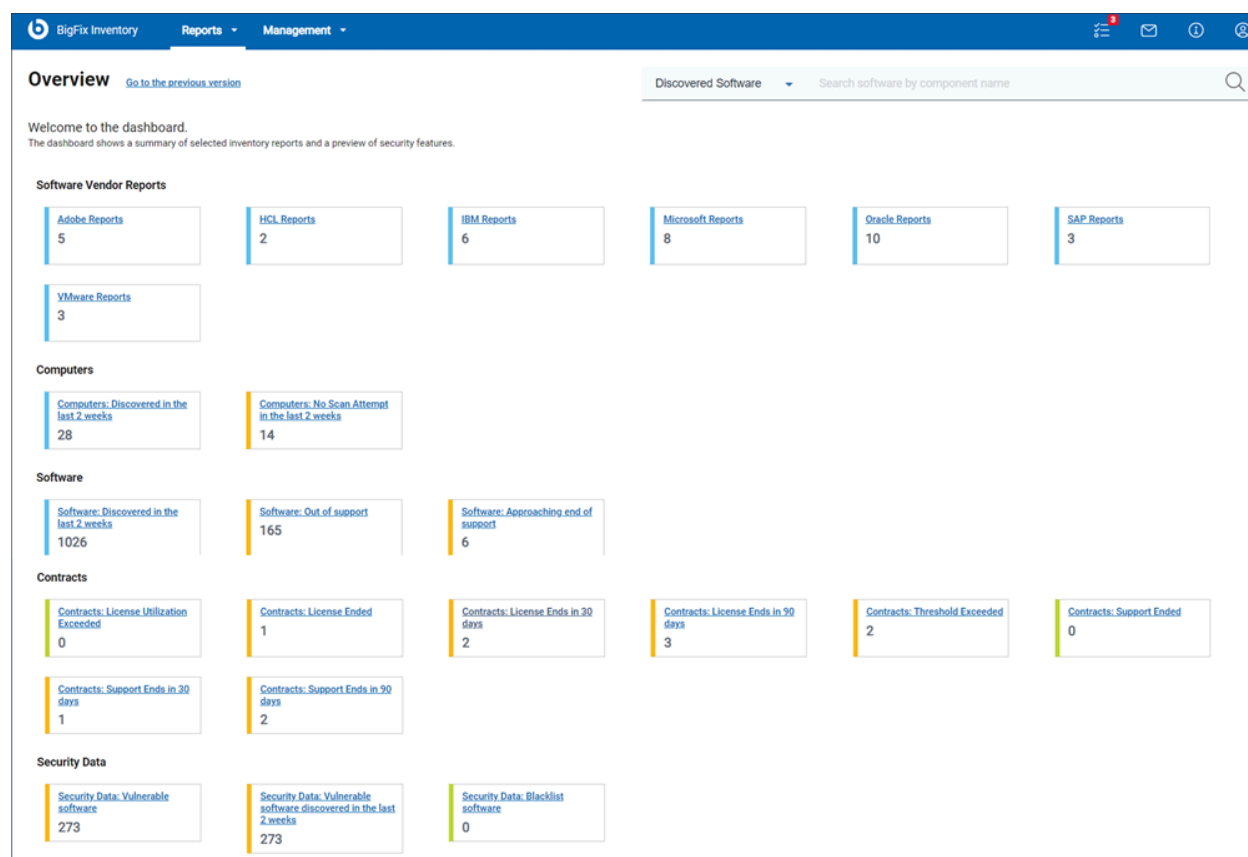 BigFix Inventory Reports Management 3
Overview Go to the previous version Discovered Software Search software by component name
Welcome to the dashboard.
The dashboard shows a summary of selected inventory reports and a preview of security features.
Software Vendor Reports
Adobe Reports HCL Reports IBM Reports Microsoft Reports Oracle Reports SAP Reports
5 2 6 8 10 3
VMware Reports
3
Computers
Computers: Discovered in the
last 2 weeks
28
Computers: No Scan Attempt
in the last 2 weeks
14
Software
Software: Discovered in the
last 2 weeks
1026
Software: Out of support
165
Software: Approaching end of
support
6
Contracts
Contracts: License Utilization
Exceeded
0
Contracts: License Ended
1
Contracts: License Ends in 30
days
2
Contracts: License Ends in 90
days
3
Contracts: Threshold Exceeded
2
Contracts: Support Ended
0
Contracts: Support Ends in 30
days
1
Contracts: Support Ends in 90
days
2
Security Data
Security Data: Vulnerable
software
273
Security Data: Vulnerable
software discovered in the last
2 weeks
273
Security Data: Blacklist
software
0